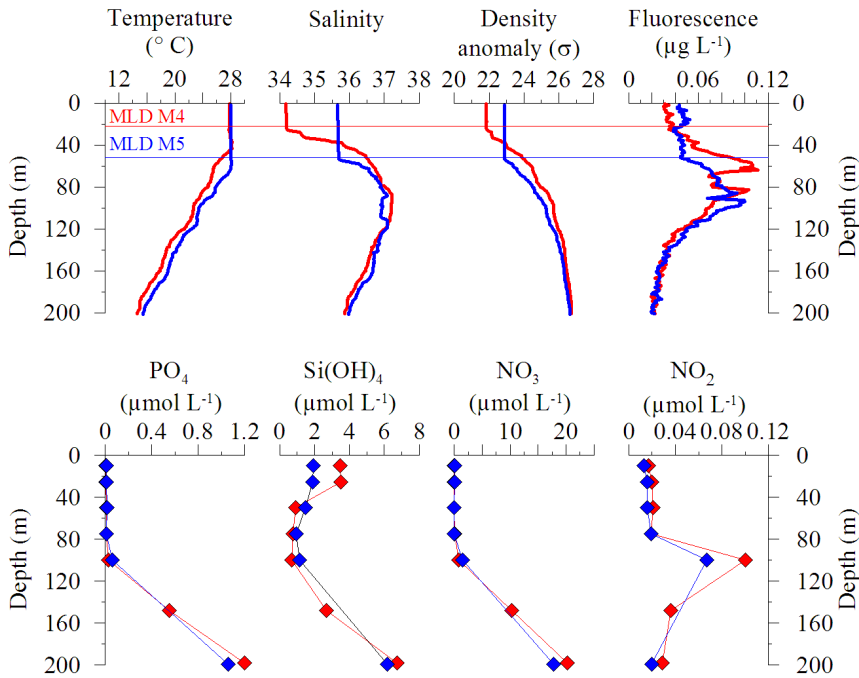 Temperature Salinity Density Fluorescence
(° C) anomaly (σ) (µg L-1)
12 20 28 34 35 36 37 38 20 22 24 26 28 0 0.06 0.12
0 0
MLD M4
40 40
MLD M5
80 80
120 120
160 160
200 200
Depth (m) Depth (m)
PO4 Si(OH)4 NO3 NO2
(µmol L-1) (µmol L-1) (µmol L-1) (µmol L-1)
0 0.4 0.8 1.2 0 2 4 6 8 0 10 20 0 0.04 0.08 0.12
0 0
40 40
80 80
120 120
160 160
200 200
Depth (m) Depth (m)